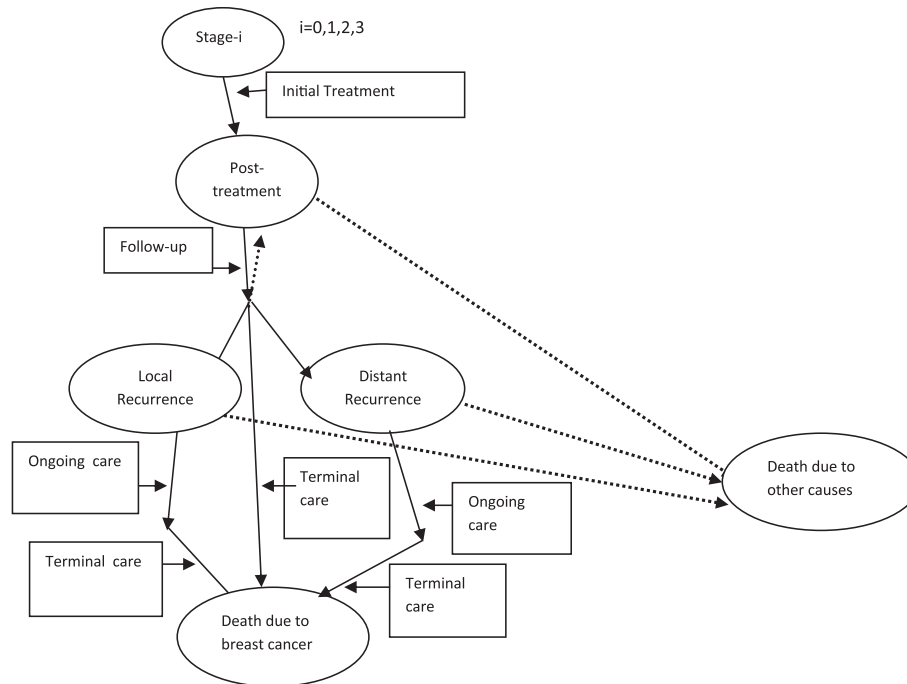 Stage-i
i=0,1,2,3
Initial Treatment
Post-
treatment
Follow-up
Local
Recurrence
Distant
Recurrence
Ongoing care
Terminal
care
Ongoing
care
Death due to
other causes
Terminal care
Terminal
care
Death due to
breast cancer